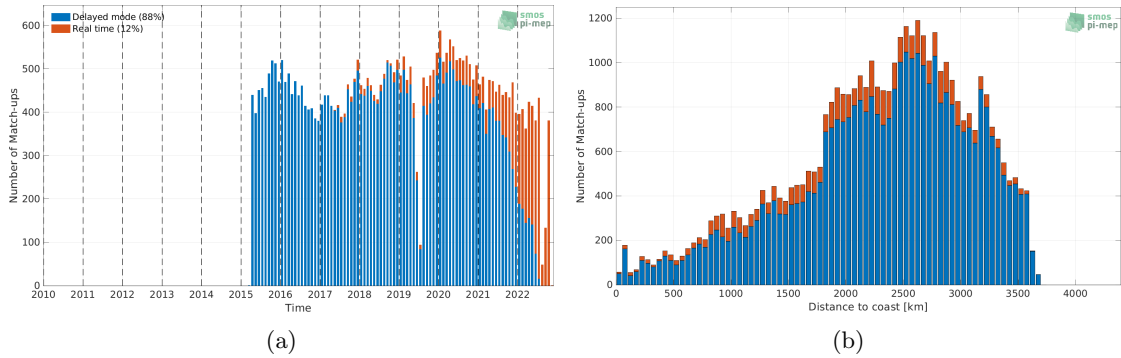 Delayed mode (88%)
Real time (12%)
smos
pi-mep
600
500
400
300
200
100
0
Number of Match-ups
2010 2011 2012 2013 2014 2015 2016 2017 2018 2019 2020 2021 2022
Time
(a)
smos
pi-mep
1200
1000
800
600
400
200
0
Number of Match-ups
0 500 1000 1500 2000 2500 3000 3500 4000
Distance to coast [km]
(b)